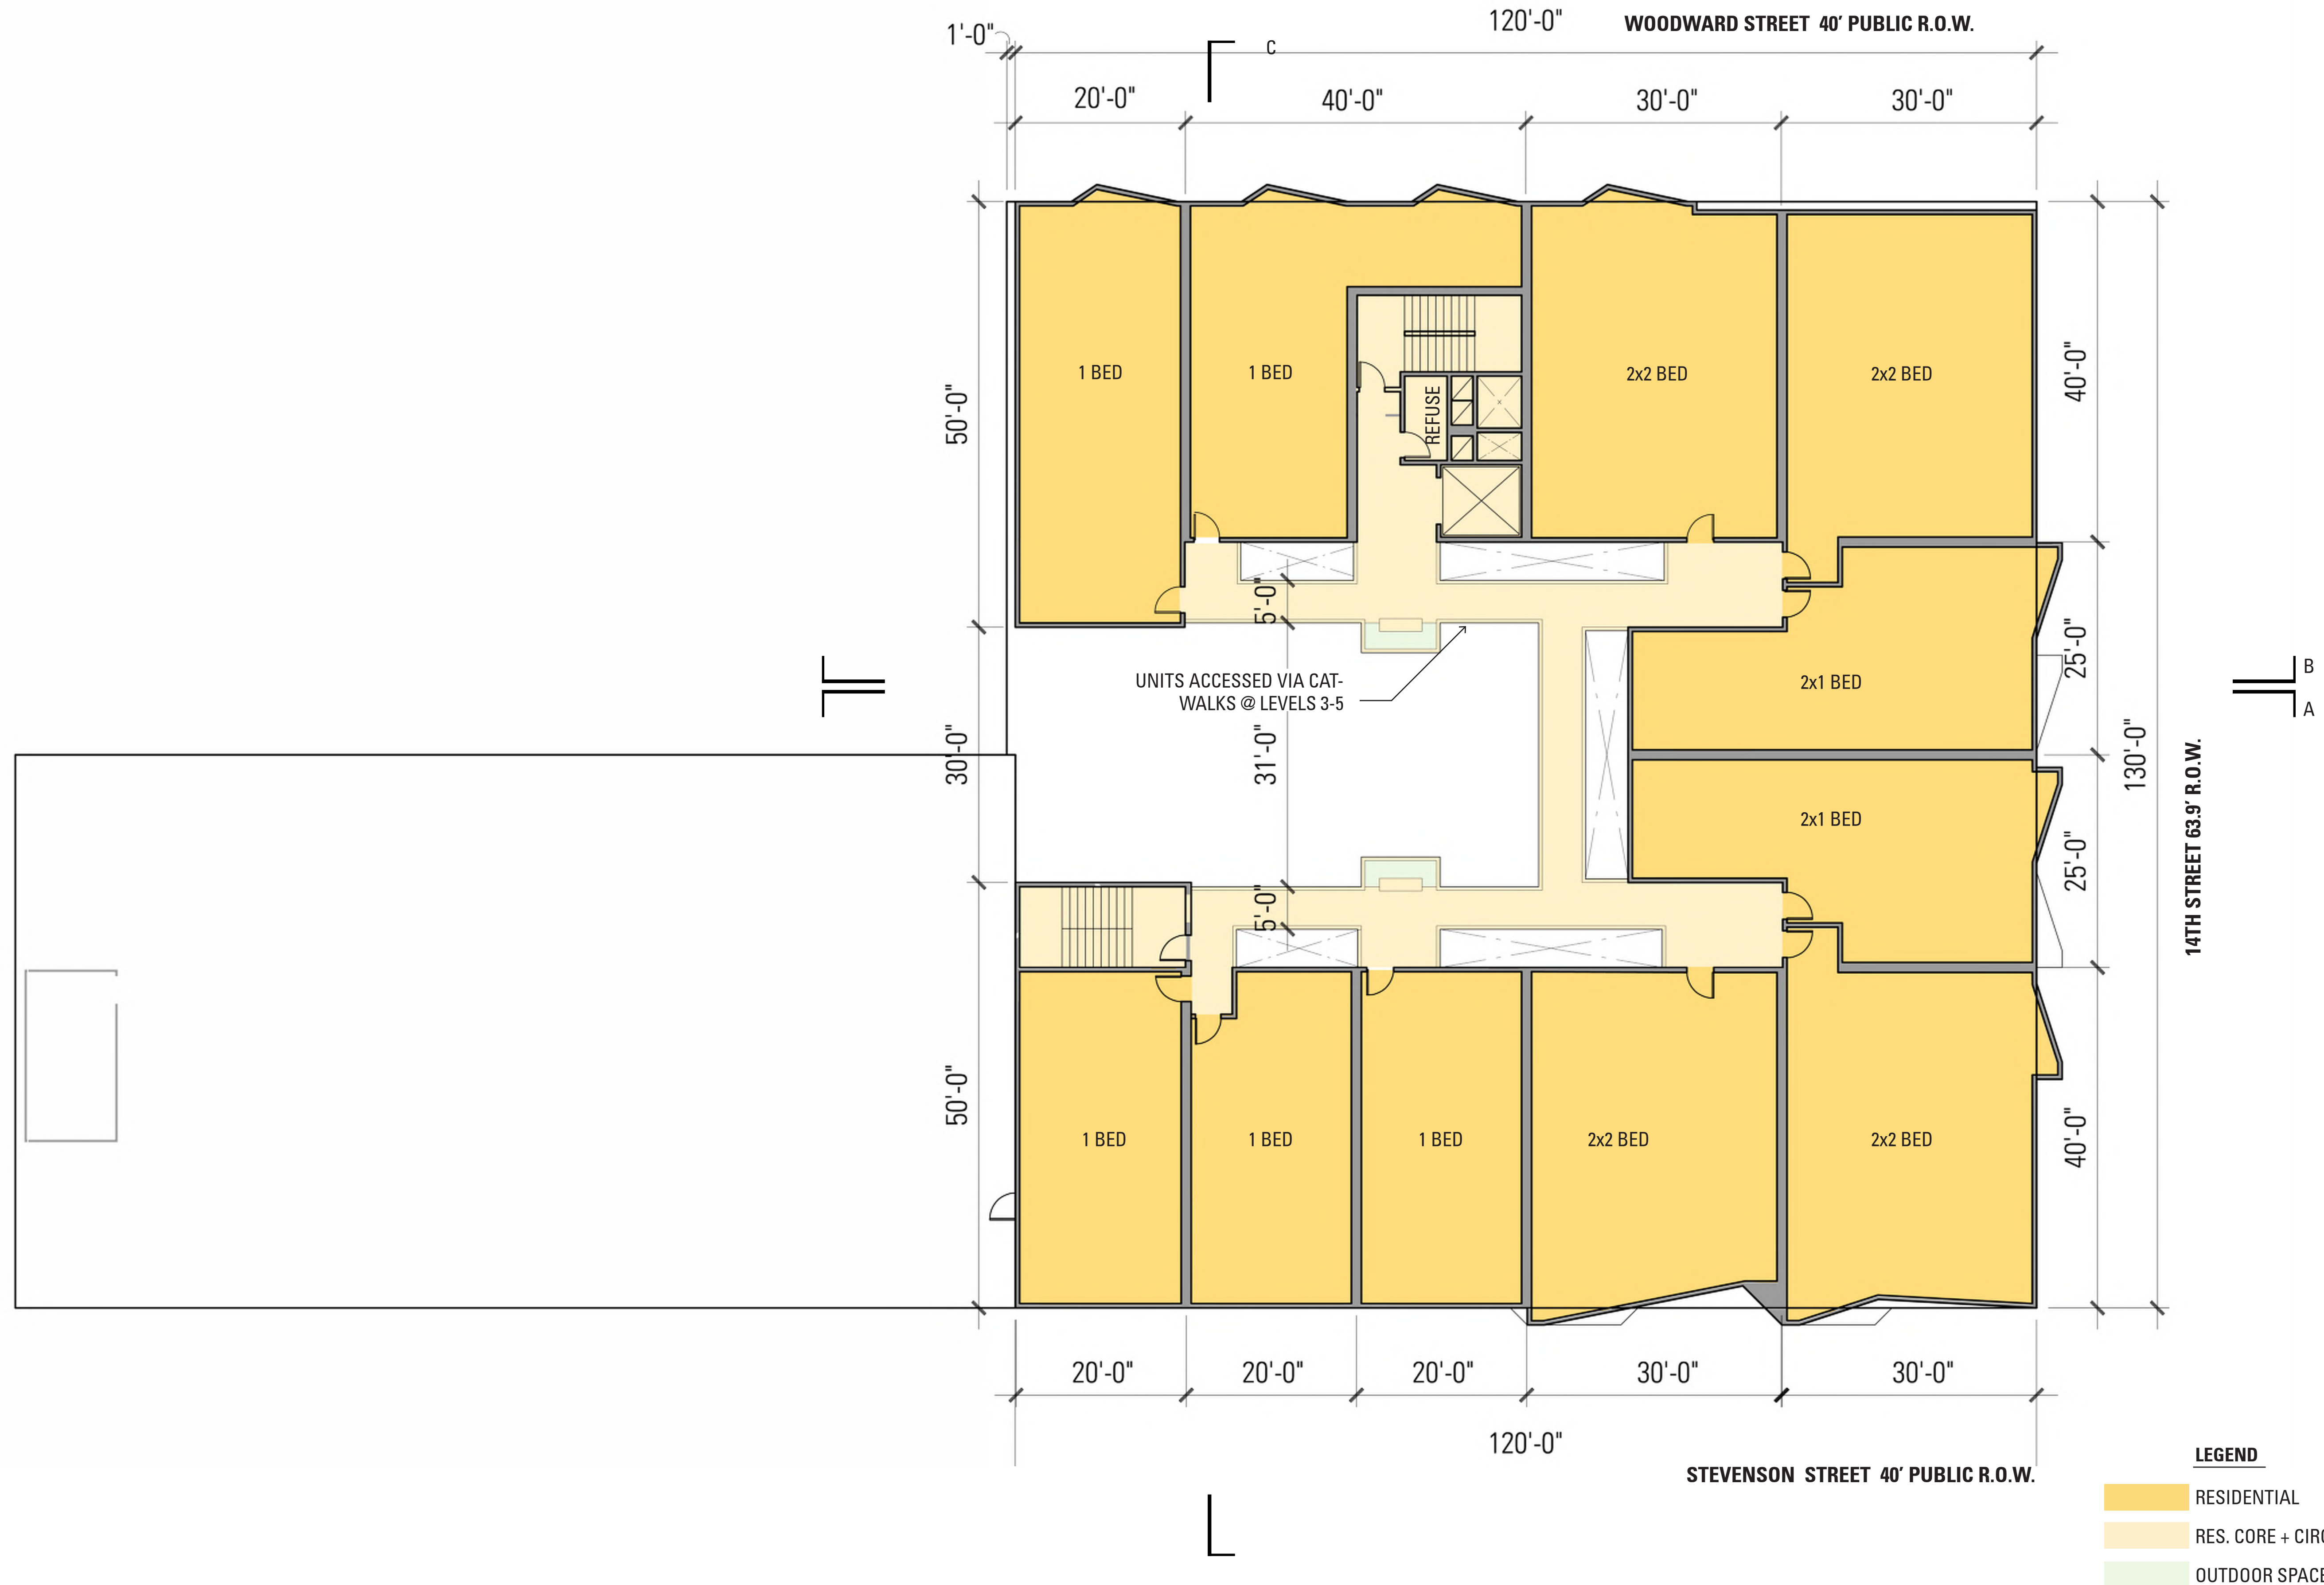 120'-0"
WOODWARD STREET 40' PUBLIC R.O.W.
1'-0"
C
20'-0"
40'-0"
30'-0"
30'-0"
1 BED
1 BED
2x2 BED
2x2 BED
40'-0"
50'-0"
REFUSE
5'-0"
25'-0"
UNITS ACCESSED VIA CAT-
WALKS @ LEVELS 3-5
2x1 BED
B
A
30'-0"
31'-0"
130'-0"
14TH STREET 63.9' R.O.W.
2x1 BED
25'-0"
5'-0"
50'-0"
1 BED
1 BED
1 BED
2x2 BED
2x2 BED
40'-0"
20'-0"
20'-0"
20'-0"
30'-0"
30'-0"
120'-0"
STEVENSON STREET 40' PUBLIC R.O.W.
LEGEND
RESIDENTIAL
RES. CORE +
OUTDOOR SPACE